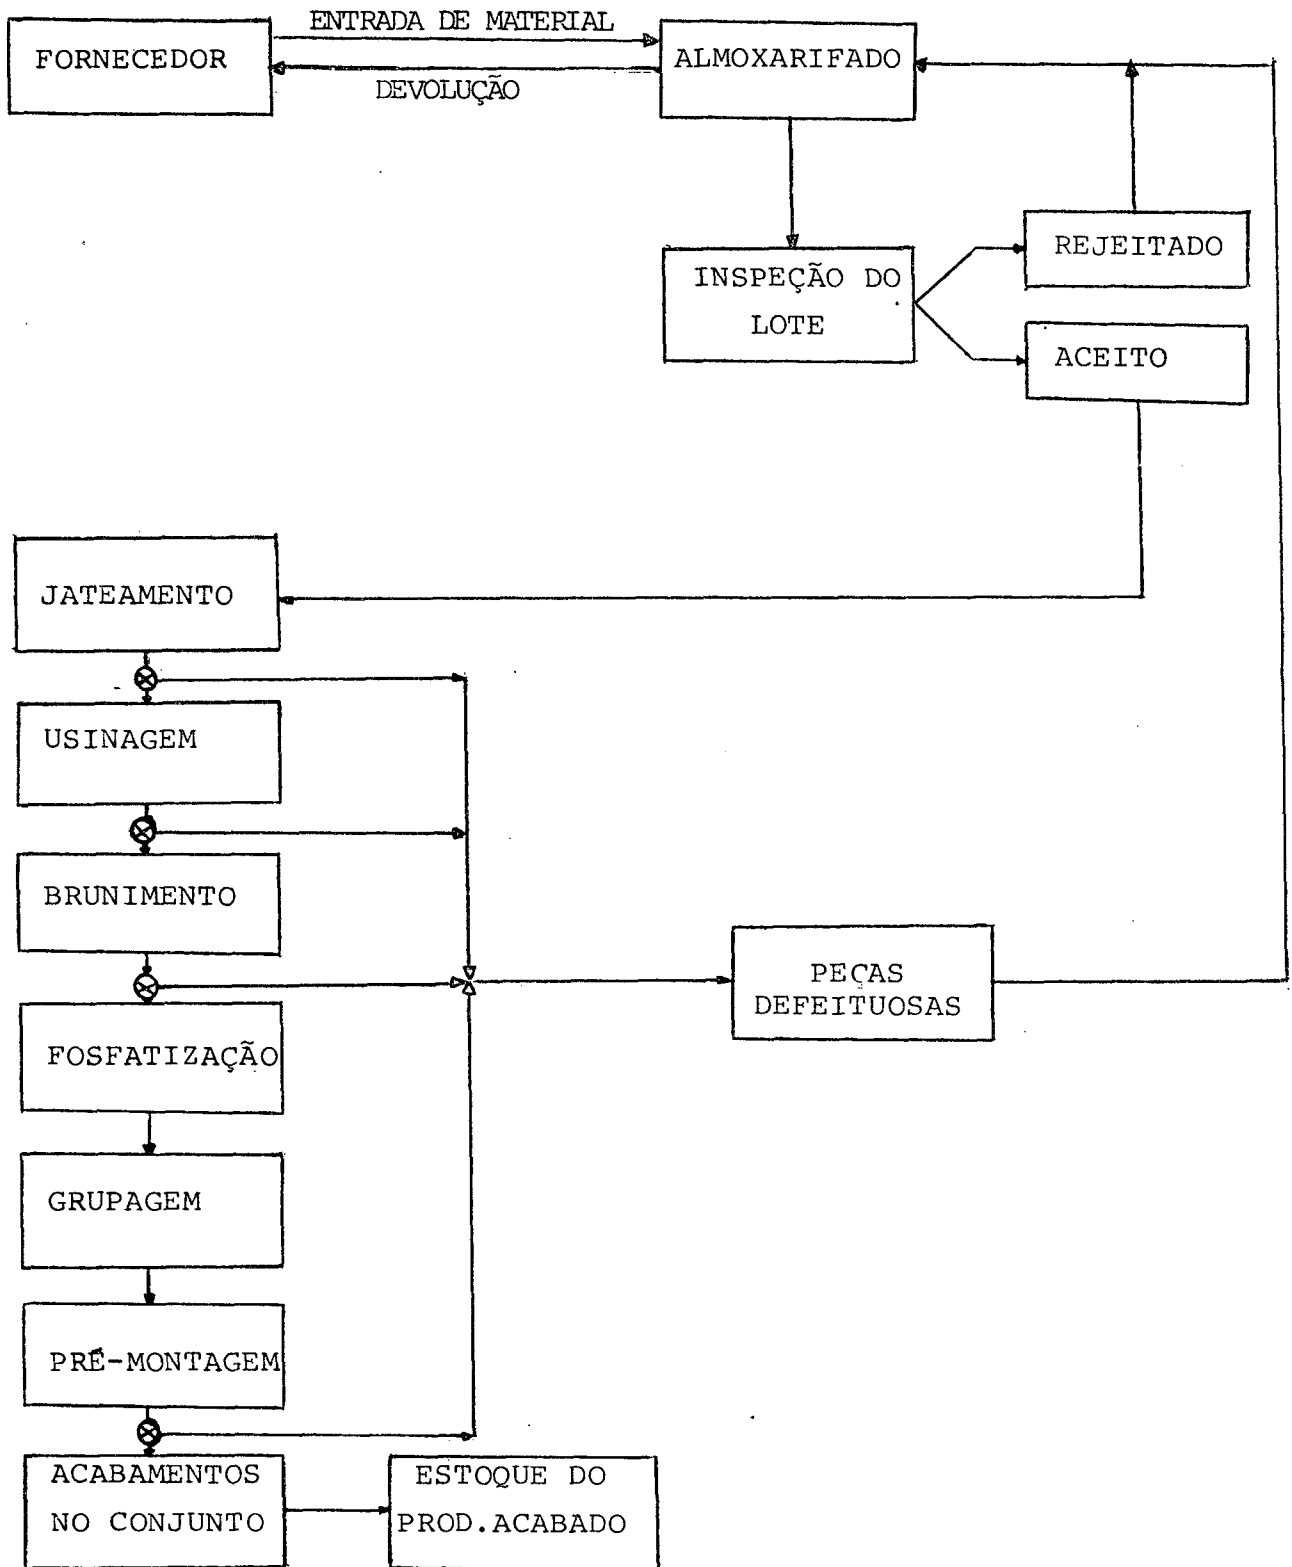 ENTRADA DE MATERIAL
FORNECEDOR
ALMOXARIFADO
DEVOLUÇÃO
REJEITADO
INSPEÇÃO DO
LOTE
ACEITO
JATEAMENTO
USINAGEM
BRUNIMENTO
PEÇAS
DEFEITUOSAS
FOSFATIZAÇÃO
GRUPAGEM
PRÉ-MONTAGEM
ACABAMENTOS
NO CONJUNTO
ESTOQUE DO
PROD.ACABADO